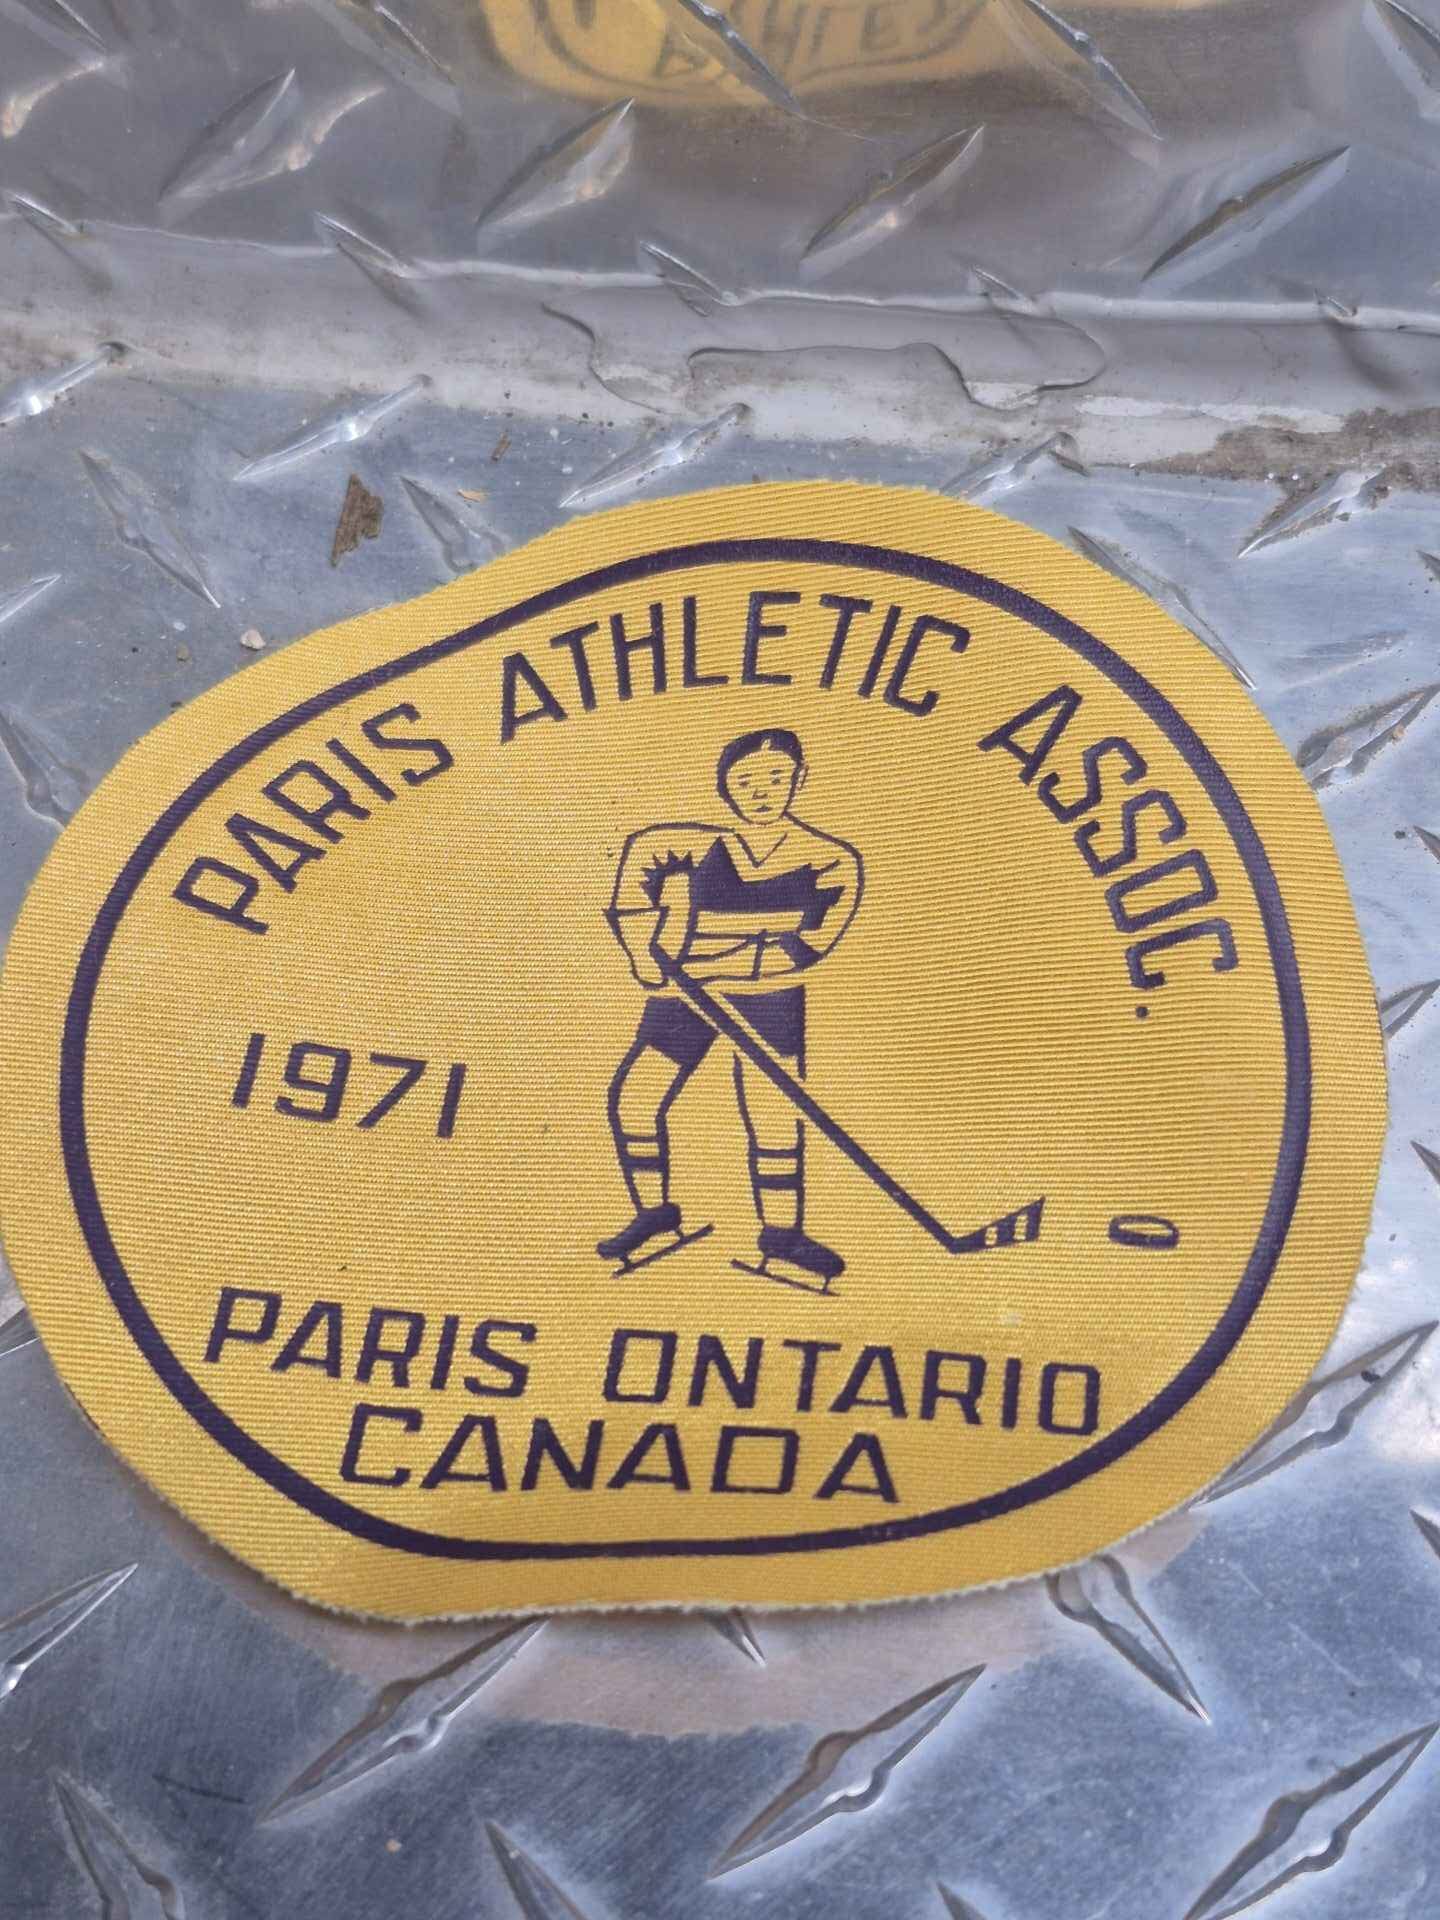 PARIS ATHLETIC ASSOC.
1971
PARIS ONTARIO
CANADA